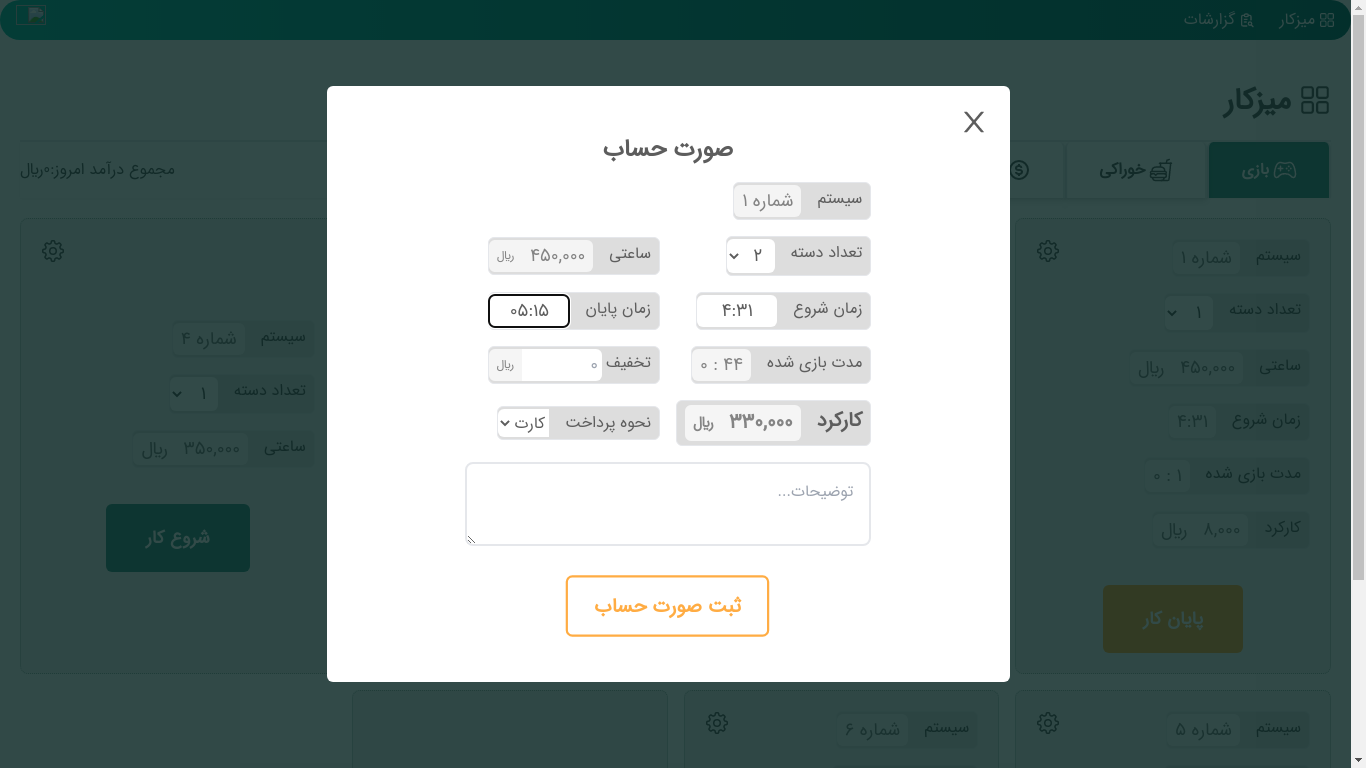 میزکار
گزارشات
میزکار
بازی
خوراکی
مجموع درآمد امروز:۰ریال
صورت حساب
سیستم شماره ۱
تعداد دسته ۲
ساعتی ۴۵۰,۰۰۰ ریال
زمان شروع ۴:۳۱
زمان پایان ۰۵:۱۵
مدت بازی شده ۰ : ۴۴
تخفیف ۰ ریال
کارکرد ۳۳۰,۰۰۰ ریال
نحوه پرداخت کارت
توضیحات...
ثبت صورت حساب
سیستم شماره ۱
تعداد دسته ۱
ساعتی ۴۵۰,۰۰۰ ریال
زمان شروع ۴:۳۱
مدت بازی شده ۰ : ۱
کارکرد ۸,۰۰۰ ریال
پایان کار
سیستم شماره ۴
تعداد دسته ۱
ساعتی ۳۵۰,۰۰۰ ریال
شروع کار
سیستم شماره ۵
سیستم شماره ۶